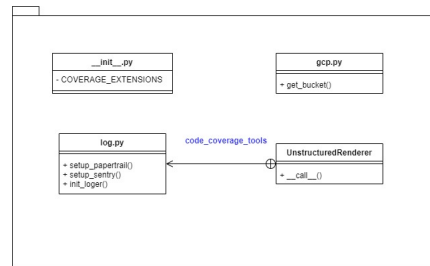 __init__.py
- COVERAGE_EXTENSIONS
gcp.py
+ get_bucket()
code_coverage_tools
log.py
+ setup_papertrail()
+ setup_sentry()
+ init_loger()
UnstructuredRenderer
+ __call__()